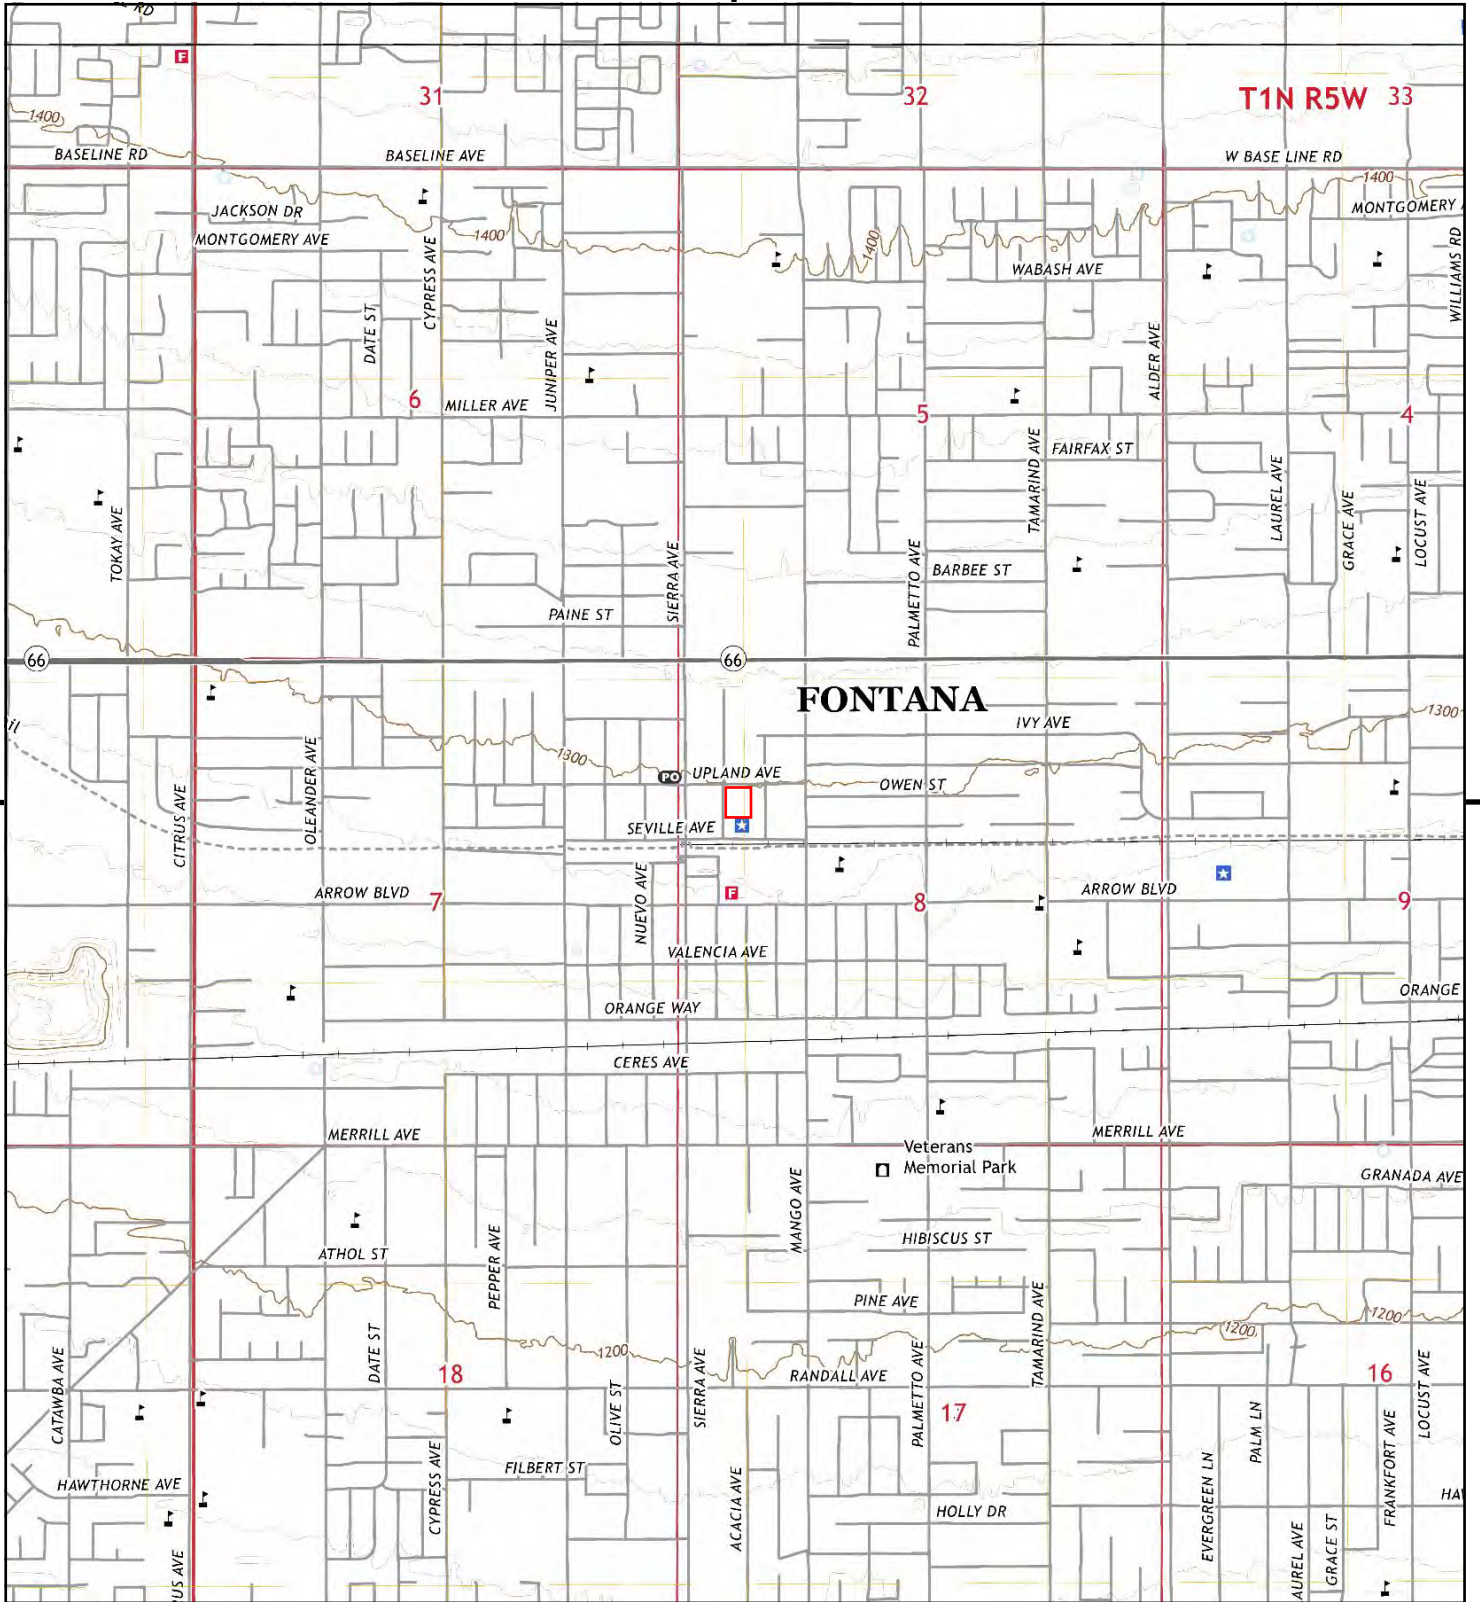 RD
F
31
32
T1N R5W 33
1400
BASELINE RD
BASELINE AVE
W BASE LINE RD
1400
JACKSON DR
MONTGOMERY
MONTGOMERY AVE
1400
1400
WABASH AVE
CYPRESS AVE
WILLIAMS RD
DATE ST
JUNIPER AVE
ALDER AVE
6
MILLER AVE
5
4
FAIRFAX ST
TAMARIND AVE
LAUREL AVE
GRACE AVE
LOCUST AVE
TOKAY AVE
SIERRA AVE
PALMETTO AVE
BARBEE ST
PAINE ST
66
66
FONTANA
IVY AVE
1300
il
OLEANDER AVE
1300
PO
UPLAND AVE
OWEN ST
CITRUS AVE
SEVILLE AVE
ARROW BLVD
7
NUEVO AVE
F
8
ARROW BLVD
9
VALENCIA AVE
ORANGE
ORANGE WAY
CERES AVE
MERRILL AVE
MERRILL AVE
Veterans
Memorial Park
GRANADA AVE
MANGO AVE
HIBISCUS ST
ATHOL ST
PEPPER AVE
PINE AVE
TAMARIND AVE
1200
1200
1200
DATE ST
CATAWBA AVE
18
SIERRA AVE
RANDALL AVE
PALMETTO AVE
16
LOCUST AVE
OLIVE ST
17
PALM LN
FRANKFORT AVE
FILBERT ST
HAWTHORNE AVE
CYPRESS AVE
ACACIA AVE
HOLLY DR
EVERGREEN LN
HA
AUREL AVE
GRACE ST
US AVE